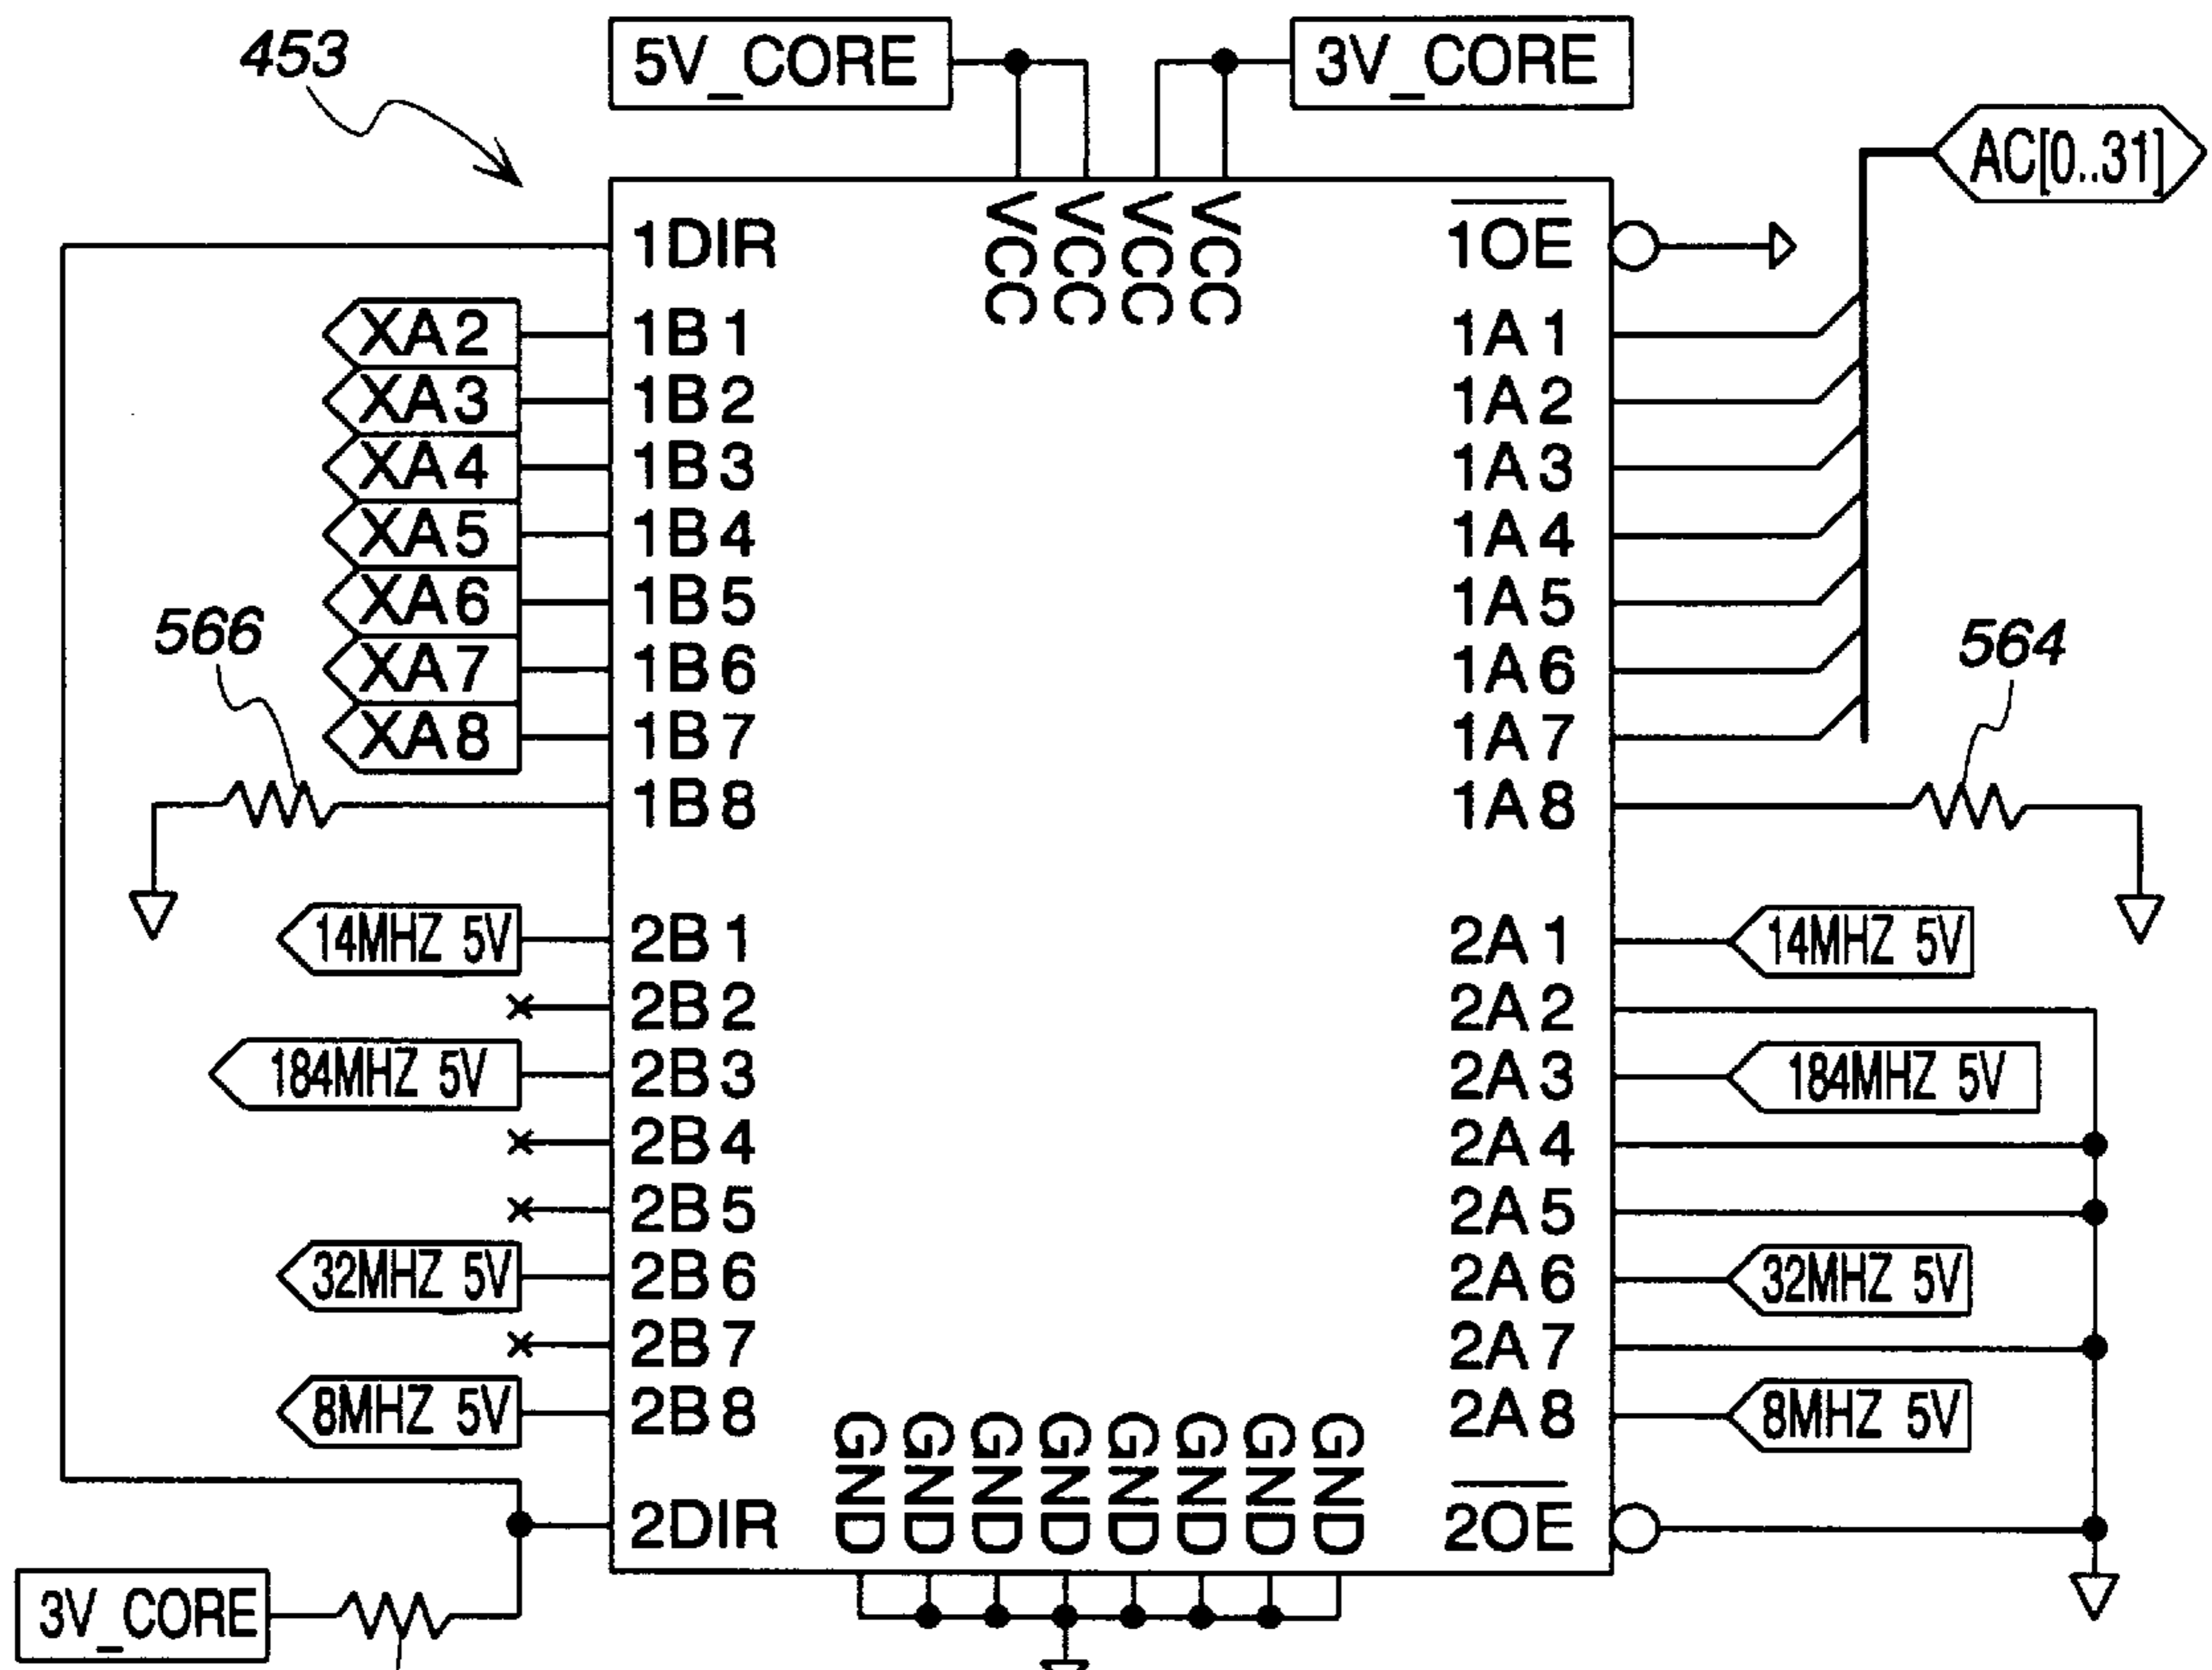 453
5V_CORE
3V_CORE
AC[0..31]
VCC VCC VCC VCC
1DIR 1OE
XA2 1B1 1A1
XA3 1B2 1A2
XA4 1B3 1A3
XA5 1B4 1A4
XA6 1B5 1A5
566
XA7 1B6 1A6
564
XA8 1B7 1A7
1B8 1A8
14MHZ 5V 2B1 2A1 14MHZ 5V
2B2 2A2
184MHZ 5V 2B3 2A3 184MHZ 5V
2B4 2A4
2B5 2A5
32MHZ 5V 2B6 2A6 32MHZ 5V
2B7 2A7
8MHZ 5V 2B8 2A8 8MHZ 5V
GND GND GND GND GND GND GND GND
2DIR 2OE
3V_CORE